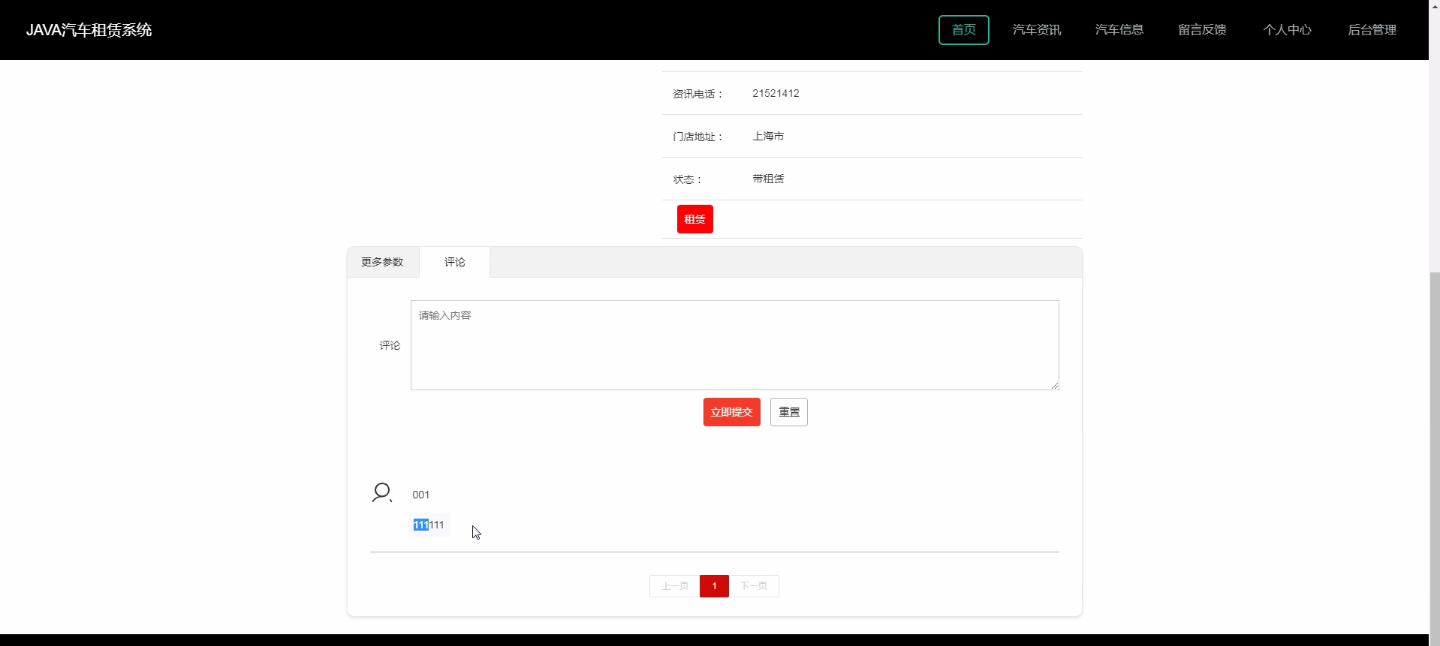 JAVA汽车租赁系统 首页 汽车资讯 汽车信息 留言反馈 个人中心 后台管理
资讯电话： 21521412
门店地址： 上海市
状态： 带租赁
租赁
更多参数 评论
请输入内容
评论
立即提交 重置
001
111111
上一页 1 下一页